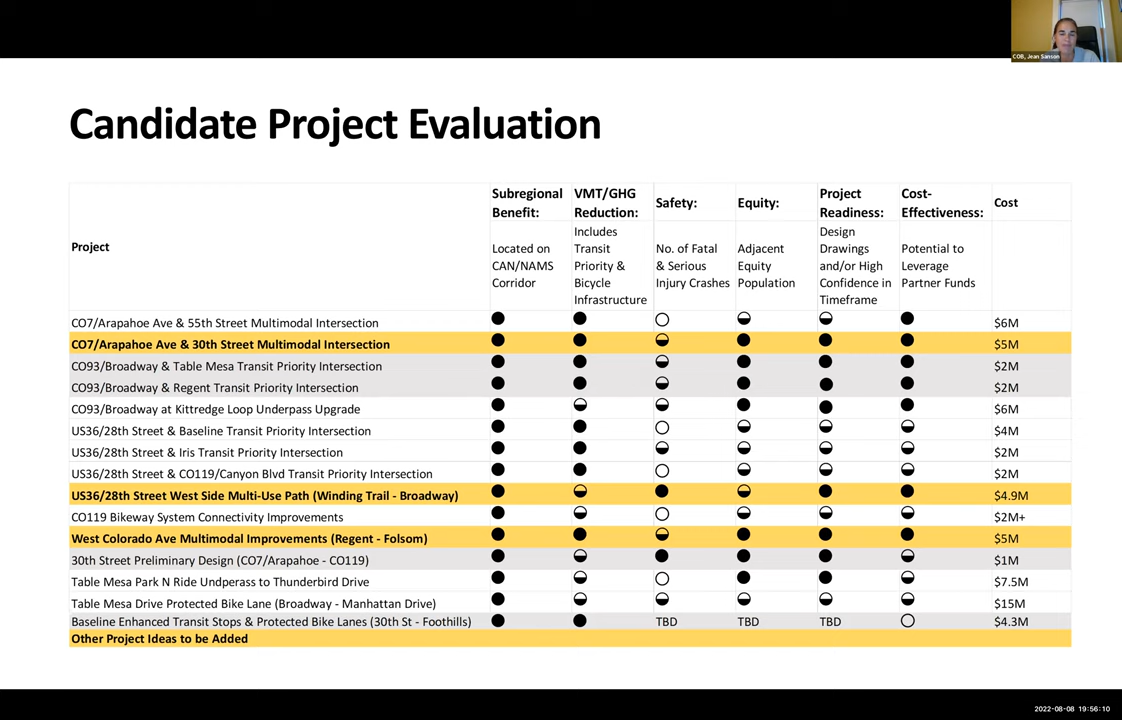 COB, Jean Sanson
Candidate Project Evaluation
Project
Subregional
Benefit:
Located on
CAN/NAMS
Corridor
VMT/GHG
Reduction:
Includes
Transit
Priority &
Bicycle
Infrastructure
Safety:
No. of Fatal
& Serious
Injury Crashes
Equity:
Adjacent
Equity
Population
Project
Readiness:
Design
Drawings
and/or High
Confidence in
Timeframe
Cost-
Effectiveness:
Potential to
Leverage
Partner Funds
Cost
CO7/Arapahoe Ave & 55th Street Multimodal Intersection $6M
CO7/Arapahoe Ave & 30th Street Multimodal Intersection $5M
CO93/Broadway & Table Mesa Transit Priority Intersection $2M
CO93/Broadway & Regent Transit Priority Intersection $2M
CO93/Broadway at Kittredge Loop Underpass Upgrade $6M
US36/28th Street & Baseline Transit Priority Intersection $4M
US36/28th Street & Iris Transit Priority Intersection $2M
US36/28th Street & CO119/Canyon Blvd Transit Priority Intersection $2M
US36/28th Street West Side Multi-Use Path (Winding Trail - Broadway) $4.9M
CO119 Bikeway System Connectivity Improvements $2M+
West Colorado Ave Multimodal Improvements (Regent - Folsom) $5M
30th Street Preliminary Design (CO7/Arapahoe - CO119) $1M
Table Mesa Park N Ride Undperass to Thunderbird Drive $7.5M
Table Mesa Drive Protected Bike Lane (Broadway - Manhattan Drive) $15M
Baseline Enhanced Transit Stops & Protected Bike Lanes (30th St - Foothills) TBD TBD TBD $4.3M
Other Project Ideas to be Added
2022-08-08 19:56:10